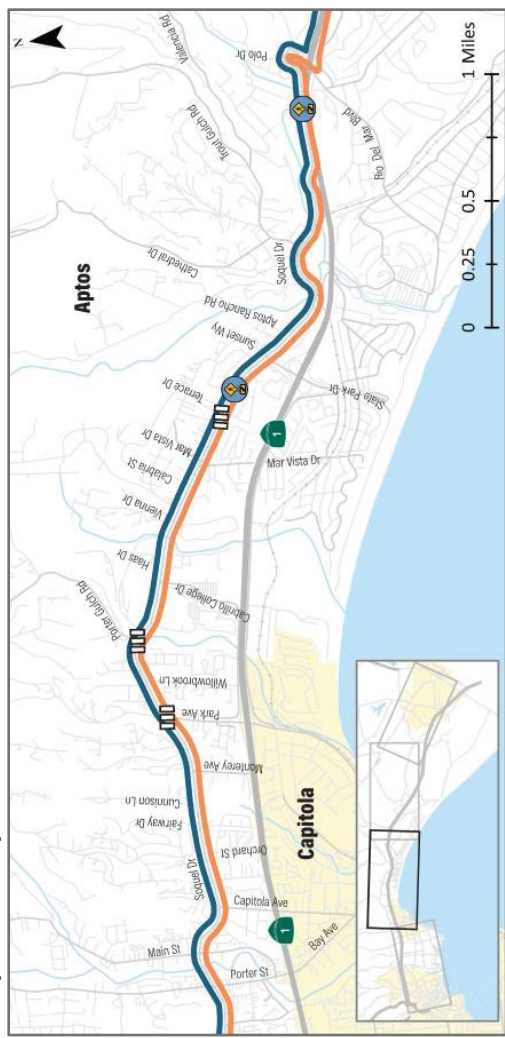 N
Valencia Rd
Polo Dr
Trout Gulch Rd
Rio Del Mar Blvd
Cathedral Dr
Soquel Dr
Aptos
Aptos Rancho Rd
Sunset Wy
State Park Dr
Terrace Dr
1
Mar Vista Dr
Mar Vista Dr
Calabria St
Vienna Dr
Haas Dr
Cabrillo College Dr
Porter Gulch Rd
Willowbrook Ln
Park Ave
Monterey Ave
Cunnison Ln
Fairway Dr
Orchard St
Soquel Dr
Capitola
Capitola Ave
1
Bay Ave
Main St
Porter St
0 0.25 0.5 1 Miles